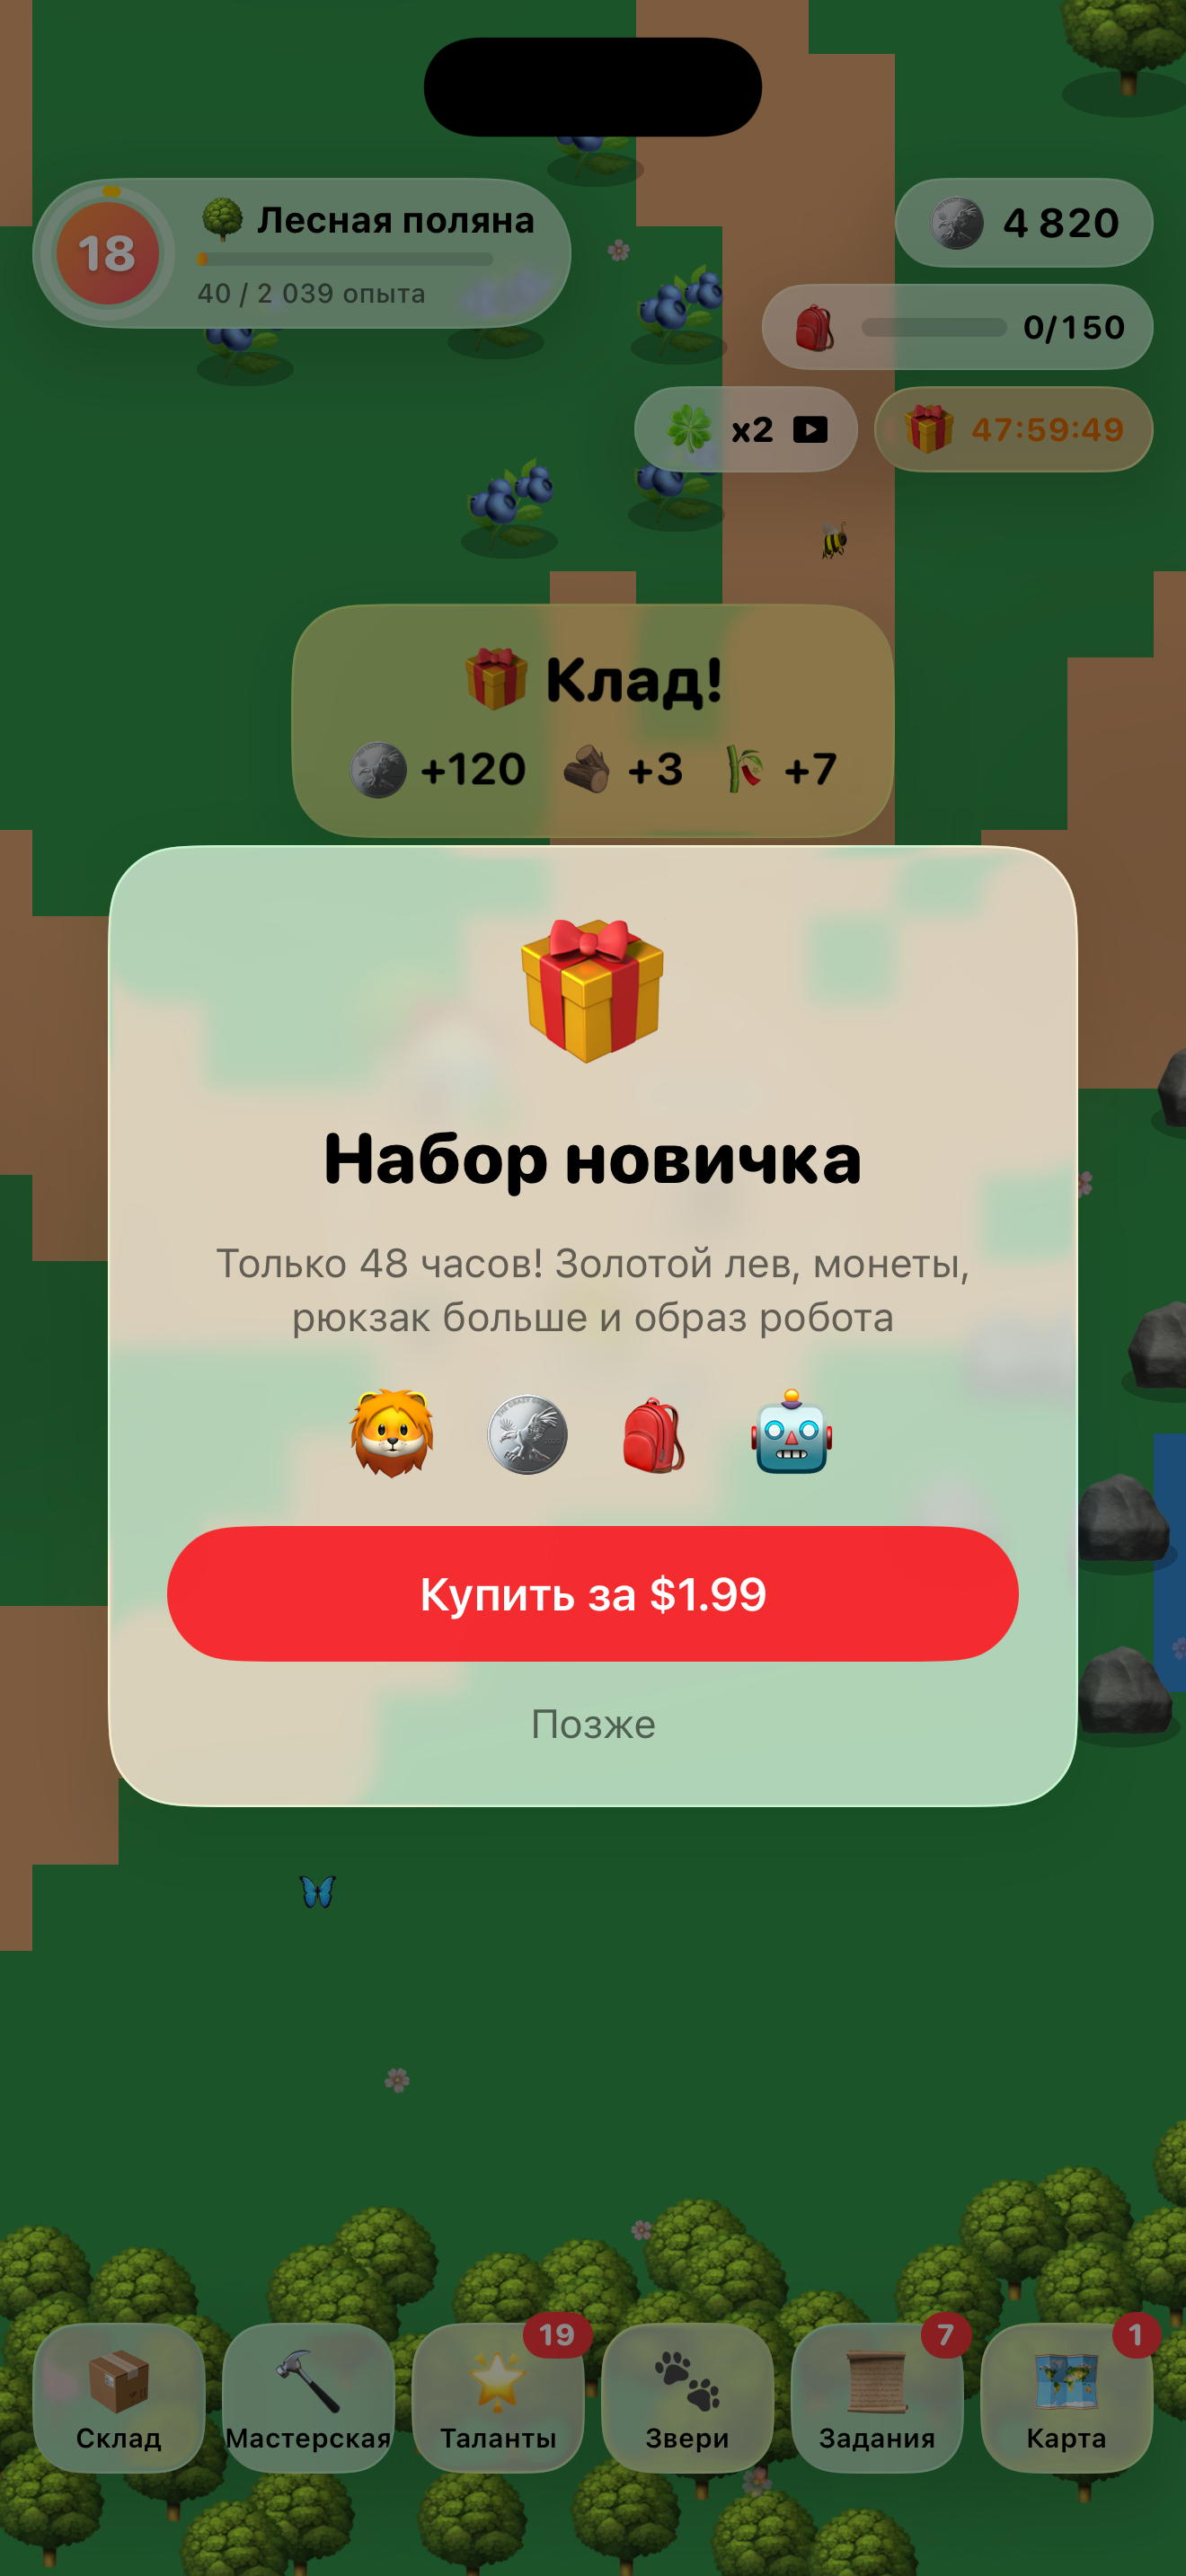 18
Лесная поляна
40 / 2 039 опыта
4 820
0/150
x2
47:59:49
Клад!
+120 +3 +7
Набор новичка
Только 48 часов! Золотой лев, монеты,
рюкзак больше и образ робота
Купить за $1.99
Позже
19
7
1
Склад
Мастерская
Таланты
Звери
Задания
Карта